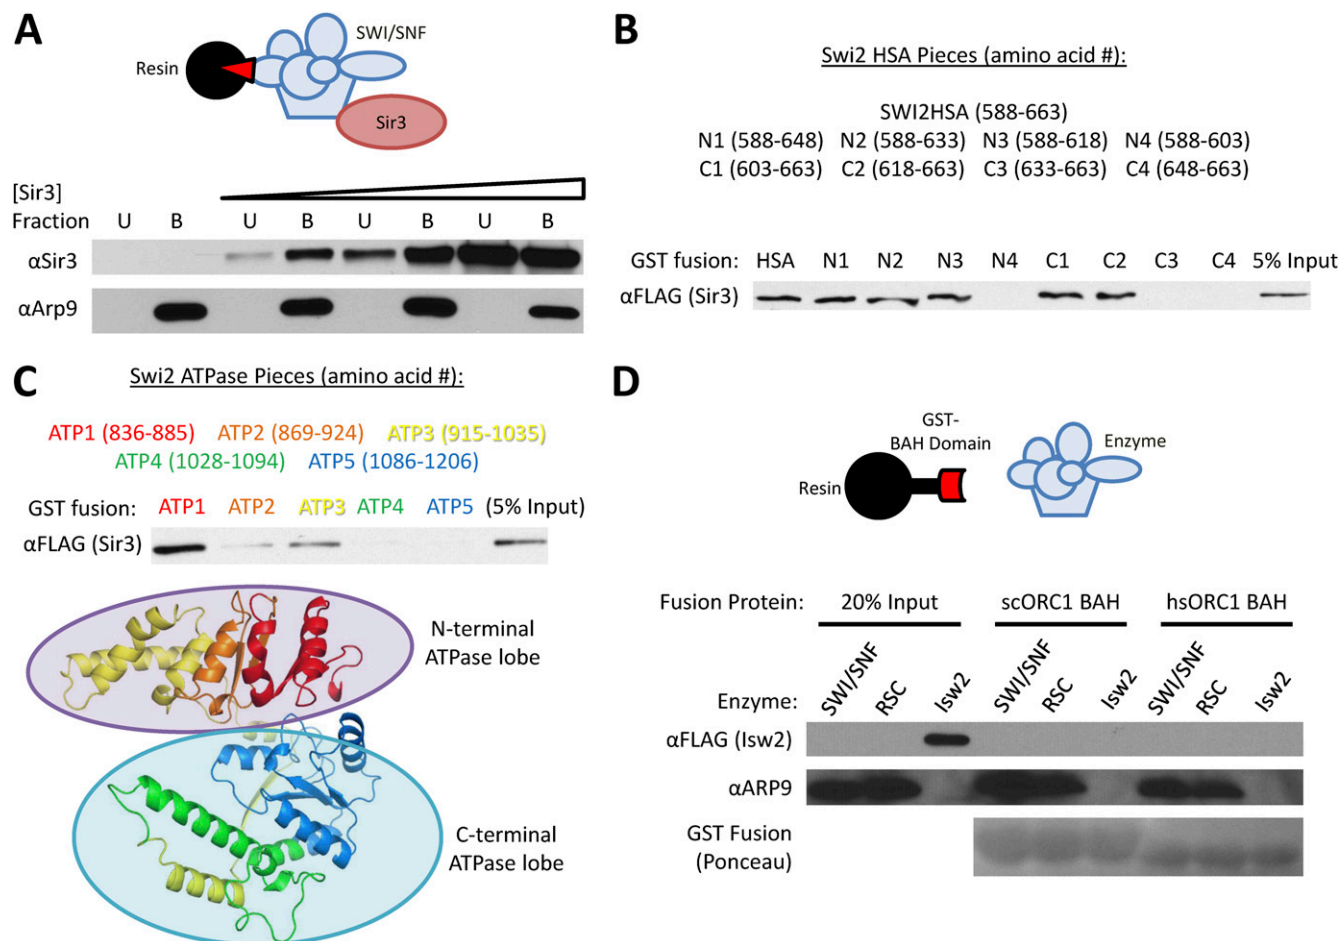 A
SWI/SNF
Resin
Sir3
[Sir3]
Fraction U B U B U B U B
αSir3
αArp9
B
Swi2 HSA Pieces (amino acid #):
SWI2HSA (588-663)
N1 (588-648) N2 (588-633) N3 (588-618) N4 (588-603)
C1 (603-663) C2 (618-663) C3 (633-663) C4 (648-663)
GST fusion: HSA N1 N2 N3 N4 C1 C2 C3 C4 5% Input
αFLAG (Sir3)
C
Swi2 ATPase Pieces (amino acid #):
ATP1 (836-885) ATP2 (869-924) ATP3 (915-1035)
ATP4 (1028-1094) ATP5 (1086-1206)
GST fusion: ATP1 ATP2 ATP3 ATP4 ATP5 (5% Input)
αFLAG (Sir3)
N-terminal
ATPase lobe
C-terminal
ATPase lobe
D
GST-
BAH Domain
Enzyme
Resin
Fusion Protein: 20% Input scORC1 BAH hsORC1 BAH
Enzyme: SWI/SNF RSC Isw2 SWI/SNF RSC Isw2 SWI/SNF RSC Isw2
αFLAG (Isw2)
αARP9
GST Fusion
(Ponceau)